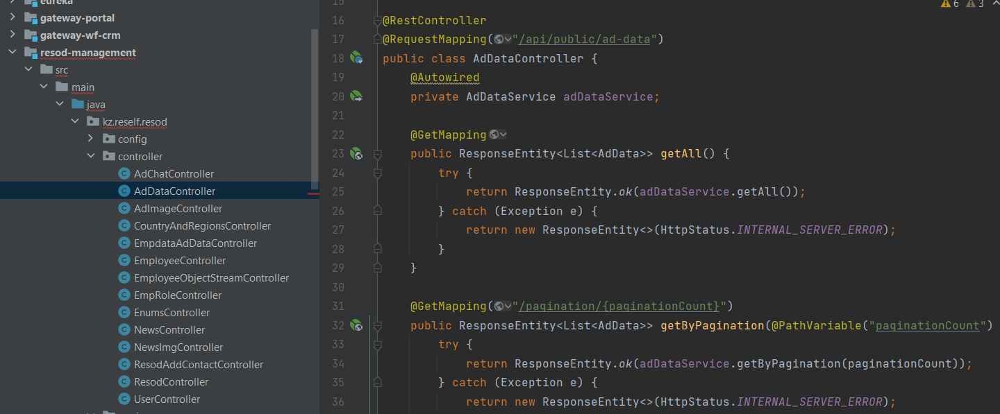 eureka
gateway-portal
gateway-wf-crm
resod-management
src
main
java
kz.reself.resod
config
controller
AdChatController
AdDataController
AdImageController
CountryAndRegionsController
EmpdataAdDataController
EmployeeController
EmployeeObjectStreamController
EmpRoleController
EnumsController
NewsController
NewsImgController
ResodAddContactController
ResodController
UserController
6 3
15
16 @RestController
17 @RequestMapping("/api/public/ad-data")
18 public class AdDataController {
19 @Autowired
20 private AdDataService adDataService;
21
22 @GetMapping
23 public ResponseEntity<List<AdData>> getAll() {
24 try {
25 return ResponseEntity.ok(adDataService.getAll());
26 } catch (Exception e) {
27 return new ResponseEntity<>(HttpStatus.INTERNAL_SERVER_ERROR);
28 }
29 }
30
31 @GetMapping("/pagination/{paginationCount}")
32 public ResponseEntity<List<AdData>> getByPagination(@PathVariable("paginationCount")
33 try {
34 return ResponseEntity.ok(adDataService.getByPagination(paginationCount));
35 } catch (Exception e) {
36 return new ResponseEntity<>(HttpStatus.INTERNAL_SERVER_ERROR);